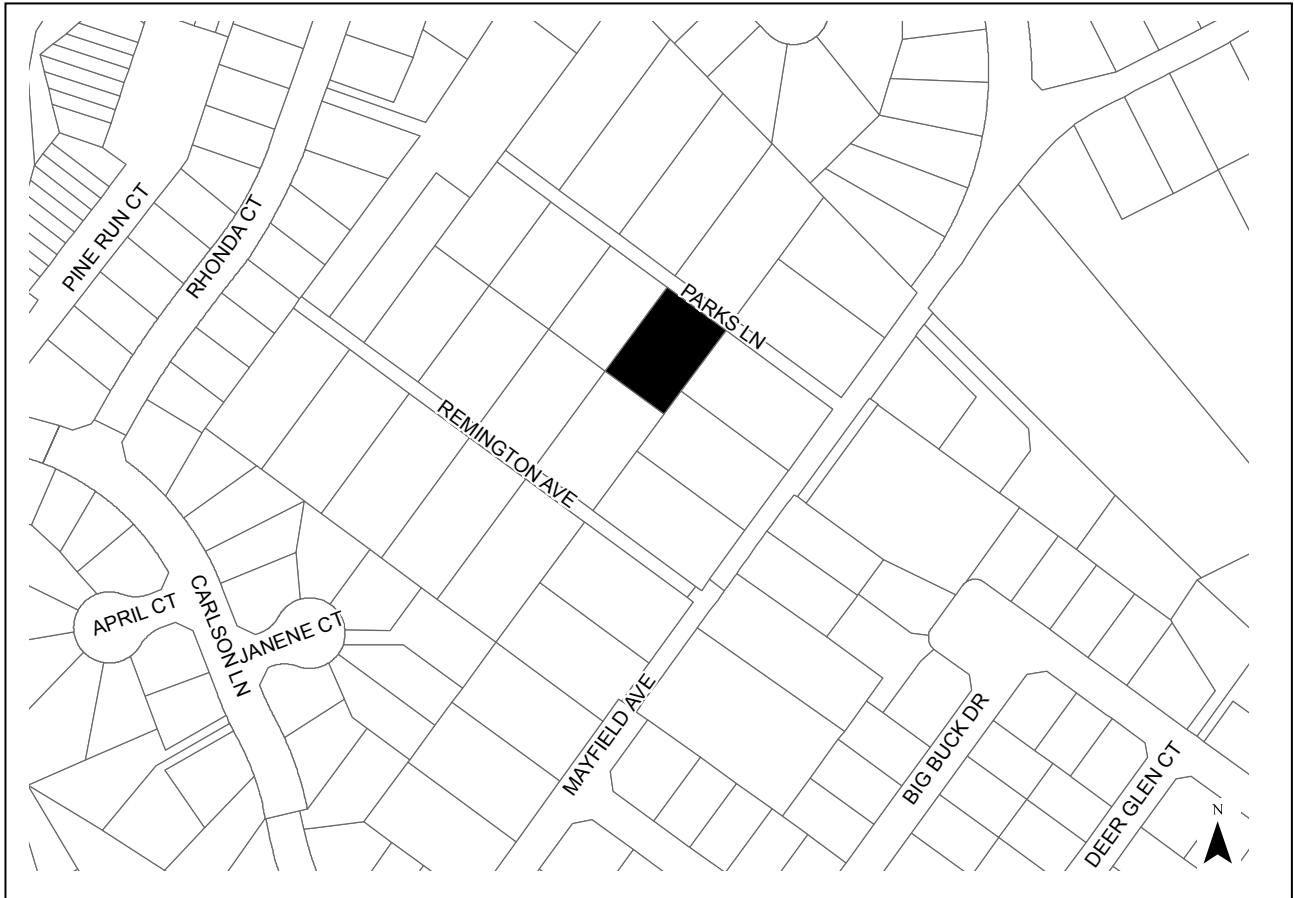 PINE RUN CT
RHONDA CT
PARKS LN
REMINGTON AVE
APRIL CT
CARLSON LN
JANENE CT
MAYFIELD AVE
BIG BUCK DR
DEER GLEN CT
N